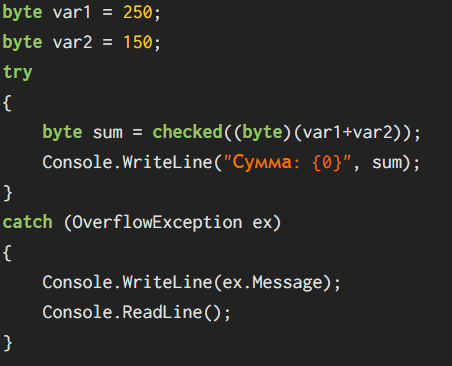 byte var1 = 250;
byte var2 = 150;
try
{
    byte sum = checked((byte)(var1+var2));
    Console.WriteLine("Сумма: {0}", sum);
}
catch (OverflowException ex)
{
    Console.WriteLine(ex.Message);
    Console.ReadLine();
}